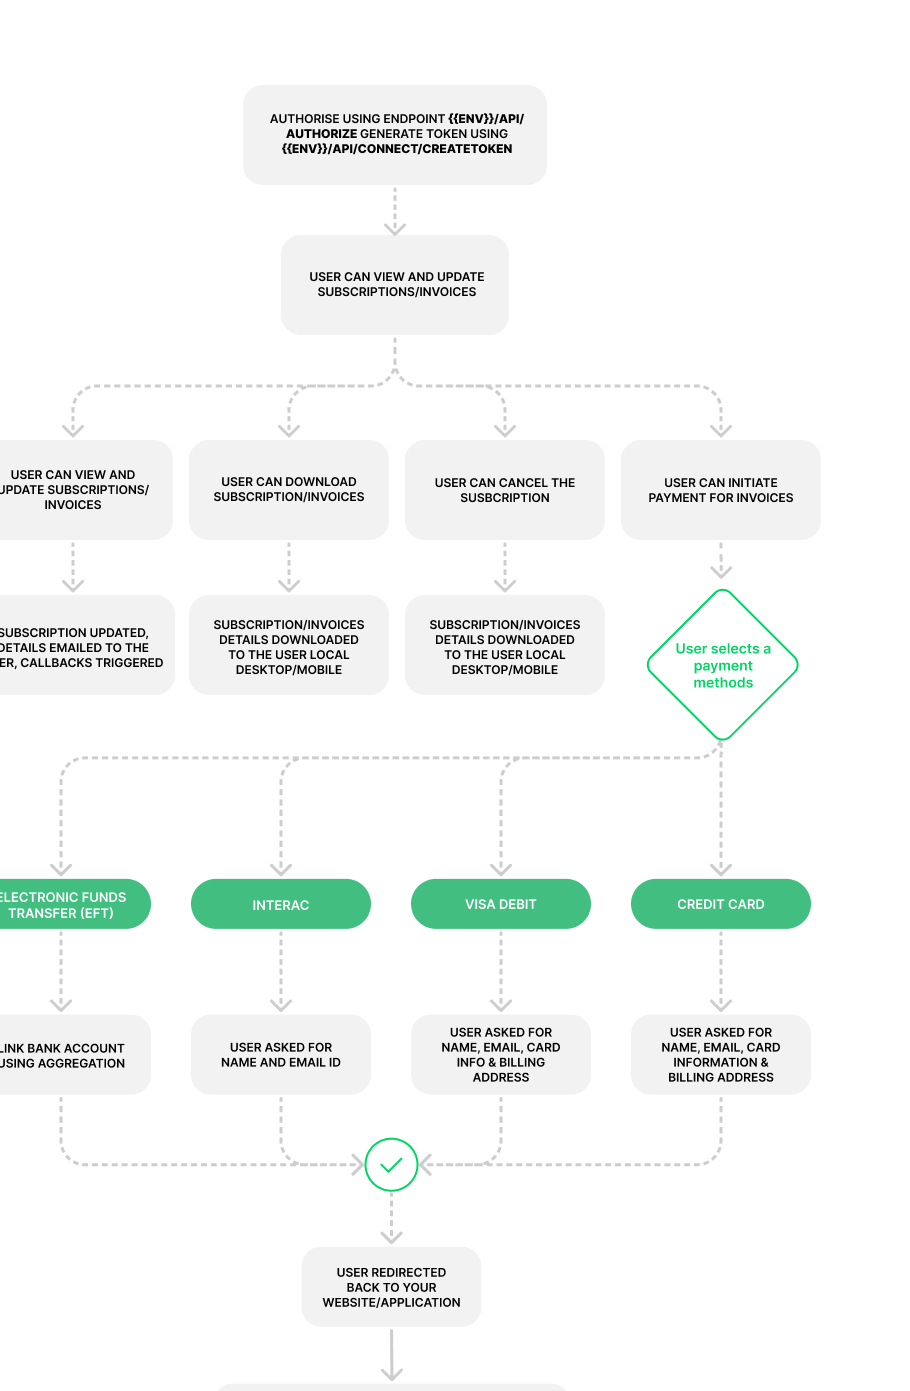 AUTHORISE USING ENDPOINT {{ENV}}/API/
AUTHORIZE GENERATE TOKEN USING
{{ENV}}/API/CONNECT/CREATETOKEN
USER CAN VIEW AND UPDATE
SUBSCRIPTIONS/INVOICES
USER CAN VIEW AND
UPDATE SUBSCRIPTIONS/
INVOICES
USER CAN DOWNLOAD
SUBSCRIPTION/INVOICES
USER CAN CANCEL THE
SUSBCRIPTION
USER CAN INITIATE
PAYMENT FOR INVOICES
SUBSCRIPTION UPDATED,
DETAILS EMAILED TO THE
ER, CALLBACKS TRIGGERED
SUBSCRIPTION/INVOICES
DETAILS DOWNLOADED
TO THE USER LOCAL
DESKTOP/MOBILE
SUBSCRIPTION/INVOICES
DETAILS DOWNLOADED
TO THE USER LOCAL
DESKTOP/MOBILE
User selects a
payment
methods
ELECTRONIC FUNDS
TRANSFER (EFT)
INTERAC
VISA DEBIT
CREDIT CARD
LINK BANK ACCOUNT
USING AGGREGATION
USER ASKED FOR
NAME AND EMAIL ID
USER ASKED FOR
NAME, EMAIL, CARD
INFO & BILLING
ADDRESS
USER ASKED FOR
NAME, EMAIL, CARD
INFORMATION &
BILLING ADDRESS
USER REDIRECTED
BACK TO YOUR
WEBSITE/APPLICATION